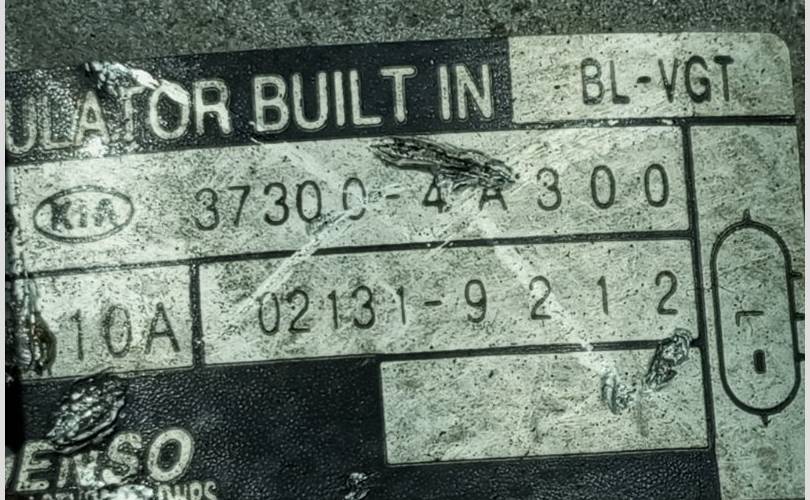 ULATOR BUILT IN BL-VGT
KIA 37300-4A300
10A 02131-9212
L
ENSO